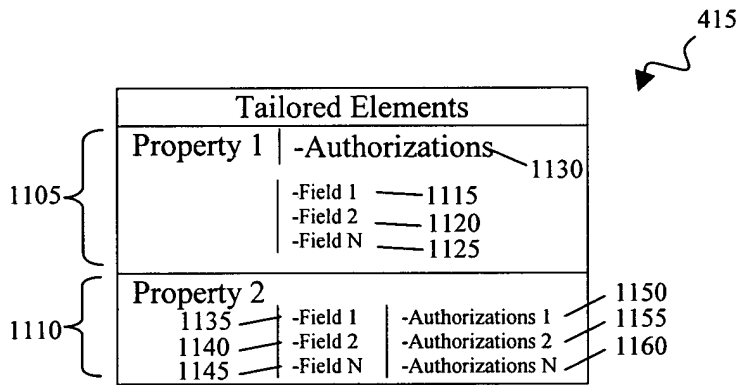 415
Tailored Elements
Property 1 -Authorizations 1130
1105
-Field 1 1115
-Field 2 1120
-Field N 1125
Property 2
1110
1135 -Field 1 -Authorizations 1 1150
1140 -Field 2 -Authorizations 2 1155
1145 -Field N -Authorizations N 1160